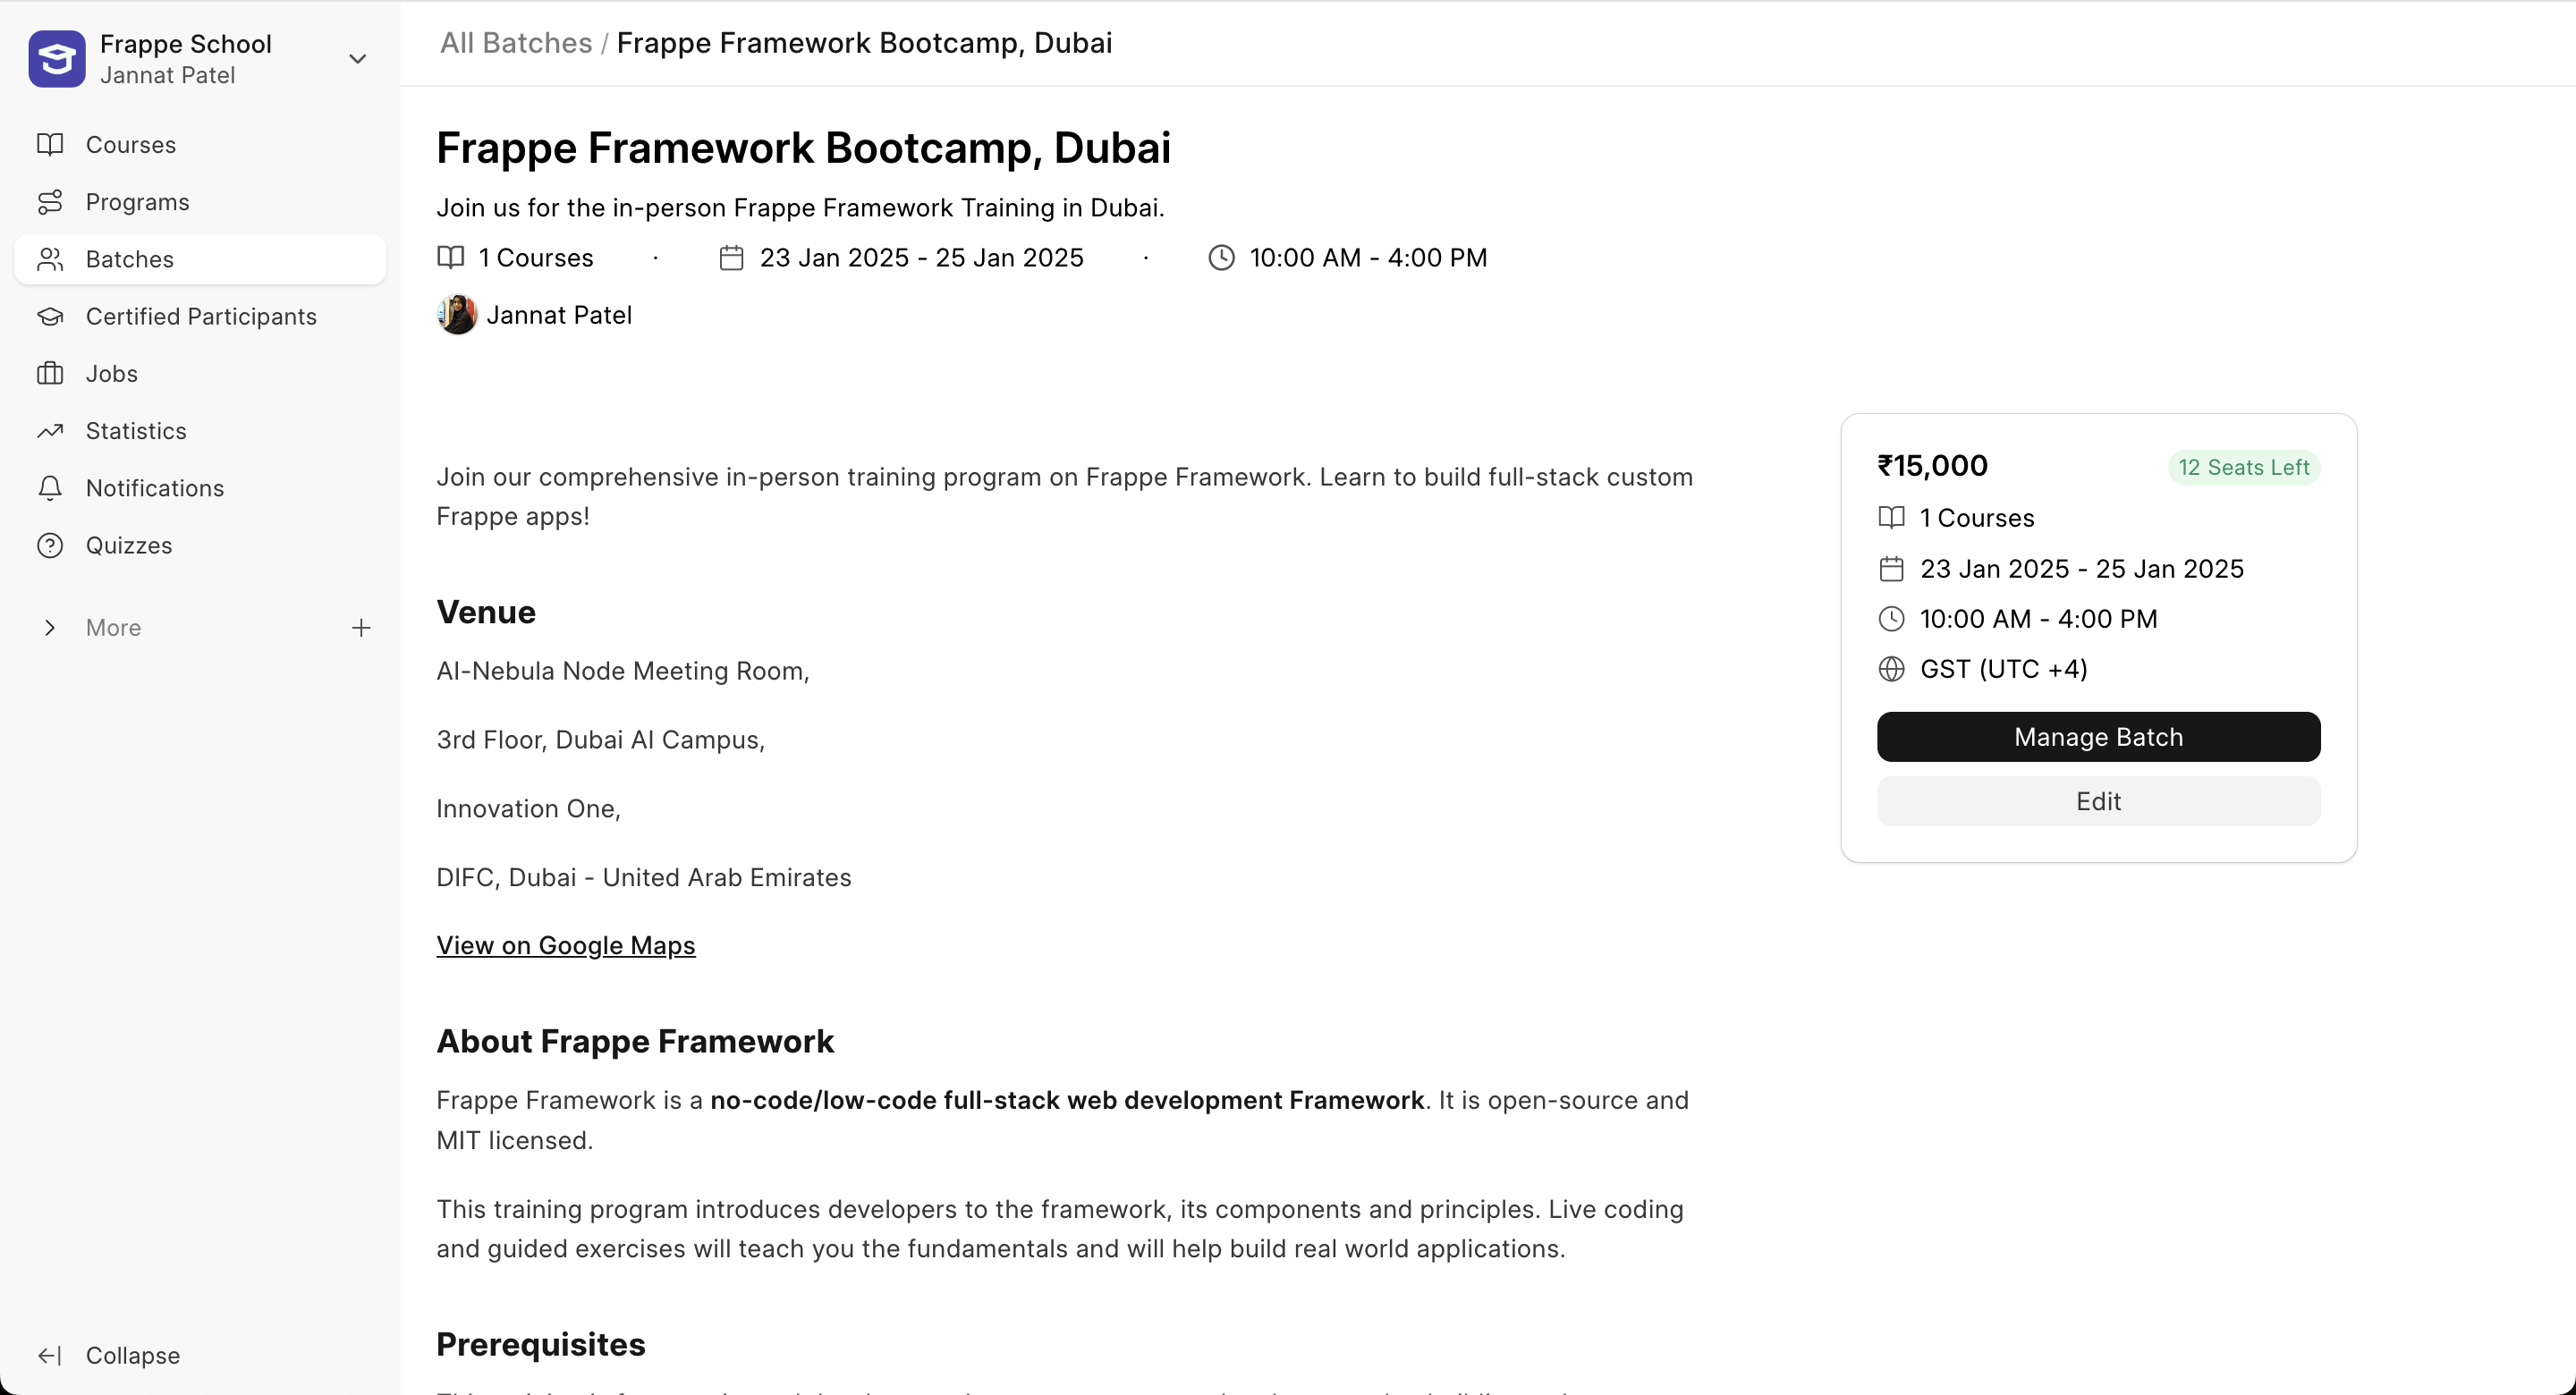 Frappe School
Jannat Patel
Courses
Programs
Batches
Certified Participants
Jobs
Statistics
Notifications
Quizzes
More
Collapse
All Batches / Frappe Framework Bootcamp, Dubai
Frappe Framework Bootcamp, Dubai
Join us for the in-person Frappe Framework Training in Dubai.
1 Courses · 23 Jan 2025 - 25 Jan 2025 · 10:00 AM - 4:00 PM
Jannat Patel
Join our comprehensive in-person training program on Frappe Framework. Learn to build full-stack custom
Frappe apps!
Venue
AI-Nebula Node Meeting Room,
3rd Floor, Dubai AI Campus,
Innovation One,
DIFC, Dubai - United Arab Emirates
View on Google Maps
About Frappe Framework
Frappe Framework is a no-code/low-code full-stack web development Framework. It is open-source and
MIT licensed.
This training program introduces developers to the framework, its components and principles. Live coding
and guided exercises will teach you the fundamentals and will help build real world applications.
Prerequisites
₹15,000
12 Seats Left
1 Courses
23 Jan 2025 - 25 Jan 2025
10:00 AM - 4:00 PM
GST (UTC +4)
Manage Batch
Edit